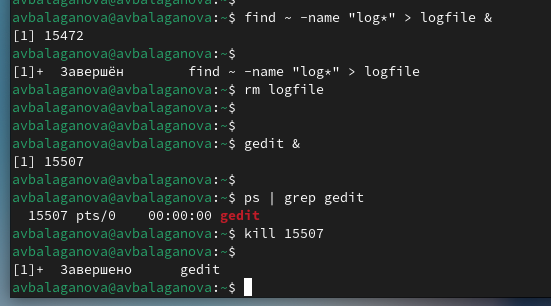 avbalaganova@avbalaganova:~$ find ~ -name "log*" > logfile &
[1] 15472
avbalaganova@avbalaganova:~$
[1]+  Завершён        find ~ -name "log*" > logfile
avbalaganova@avbalaganova:~$ rm logfile
avbalaganova@avbalaganova:~$
avbalaganova@avbalaganova:~$
avbalaganova@avbalaganova:~$ gedit &
[1] 15507
avbalaganova@avbalaganova:~$
avbalaganova@avbalaganova:~$ ps | grep gedit
  15507 pts/0    00:00:00 gedit
avbalaganova@avbalaganova:~$ kill 15507
avbalaganova@avbalaganova:~$
[1]+  Завершено      gedit
avbalaganova@avbalaganova:~$